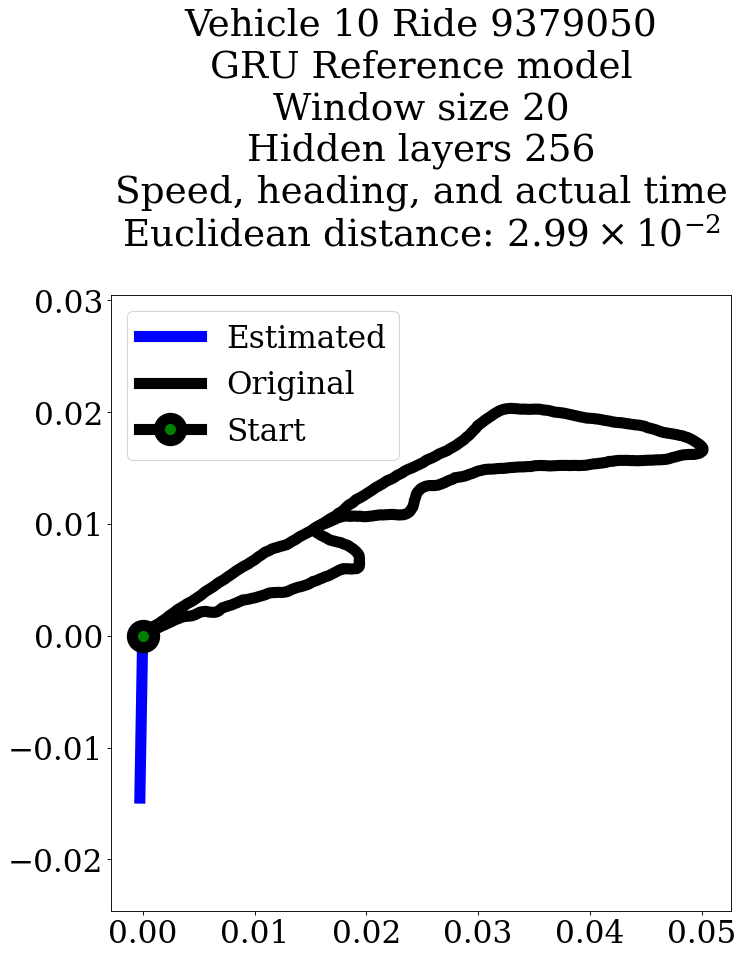 Vehicle 10 Ride 9379050
GRU Reference model
Window size 20
Hidden layers 256
Speed, heading, and actual time
Euclidean distance: 2.99 × 10⁻²
0.03
Estimated
Original
Start
0.02
0.01
0.00
−0.01
−0.02
0.00 0.01 0.02 0.03 0.04 0.05